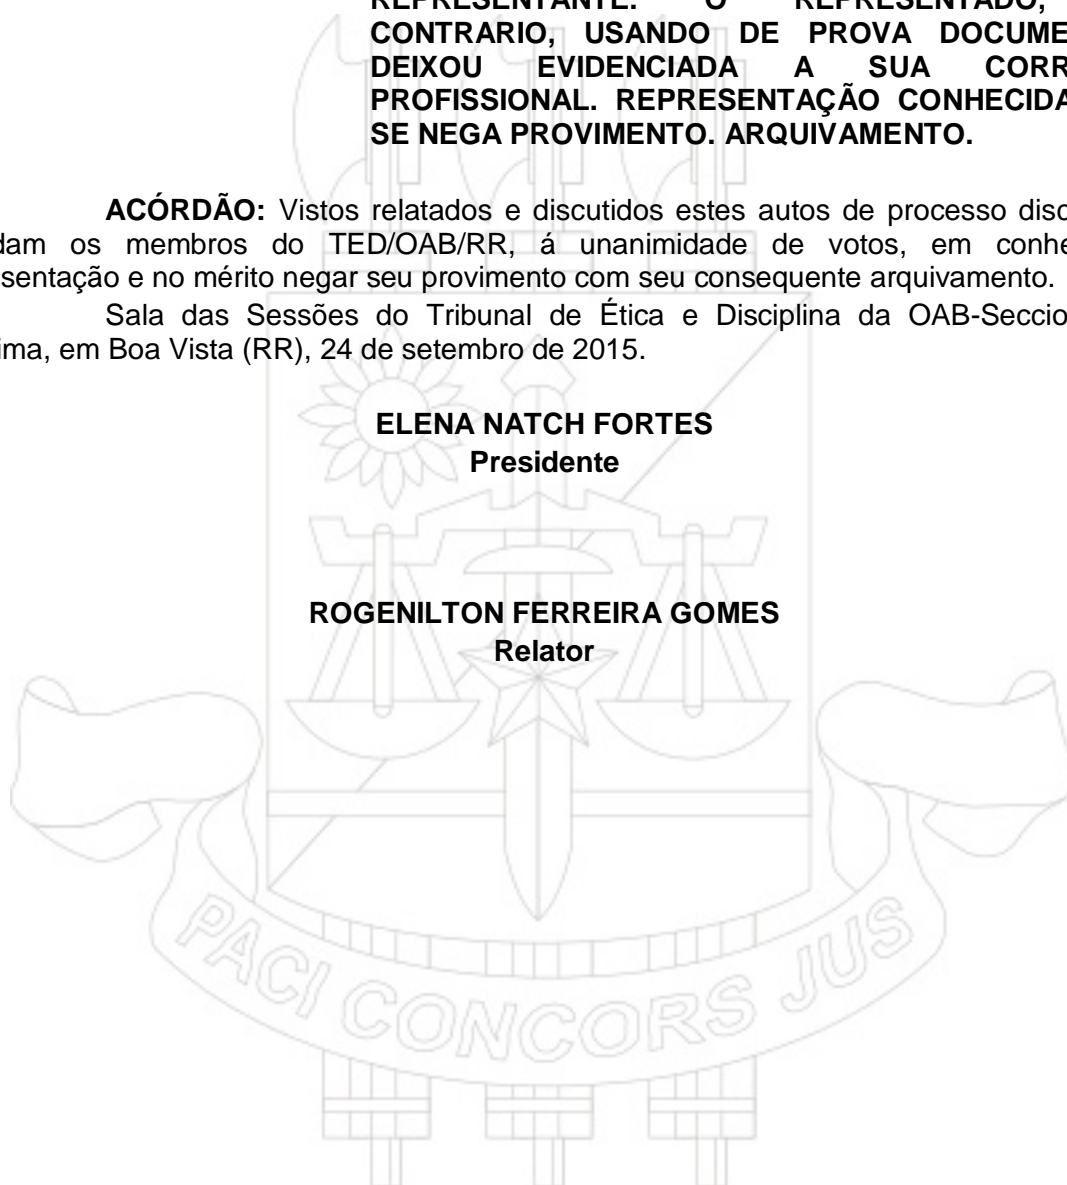 REPRESENTANTE. O REPRESENTADO,
CONTRARIO, USANDO DE PROVA DOCUME
DEIXOU EVIDENCIADA A SUA CORR
PROFISSIONAL. REPRESENTAÇÃO CONHECIDA
SE NEGA PROVIMENTO. ARQUIVAMENTO.
ACÓRDÃO: Vistos relatados e discutidos estes autos de processo disc
dam os membros do TED/OAB/RR, á unanimidade de votos, em conhe
sentação e no mérito negar seu provimento com seu consequente arquivamento.
Sala das Sessões do Tribunal de Ética e Disciplina da OAB-Seccio
ima, em Boa Vista (RR), 24 de setembro de 2015.
ELENA NATCH FORTES
Presidente
ROGENILTON FERREIRA GOMES
Relator
PACI CONCORS JUS